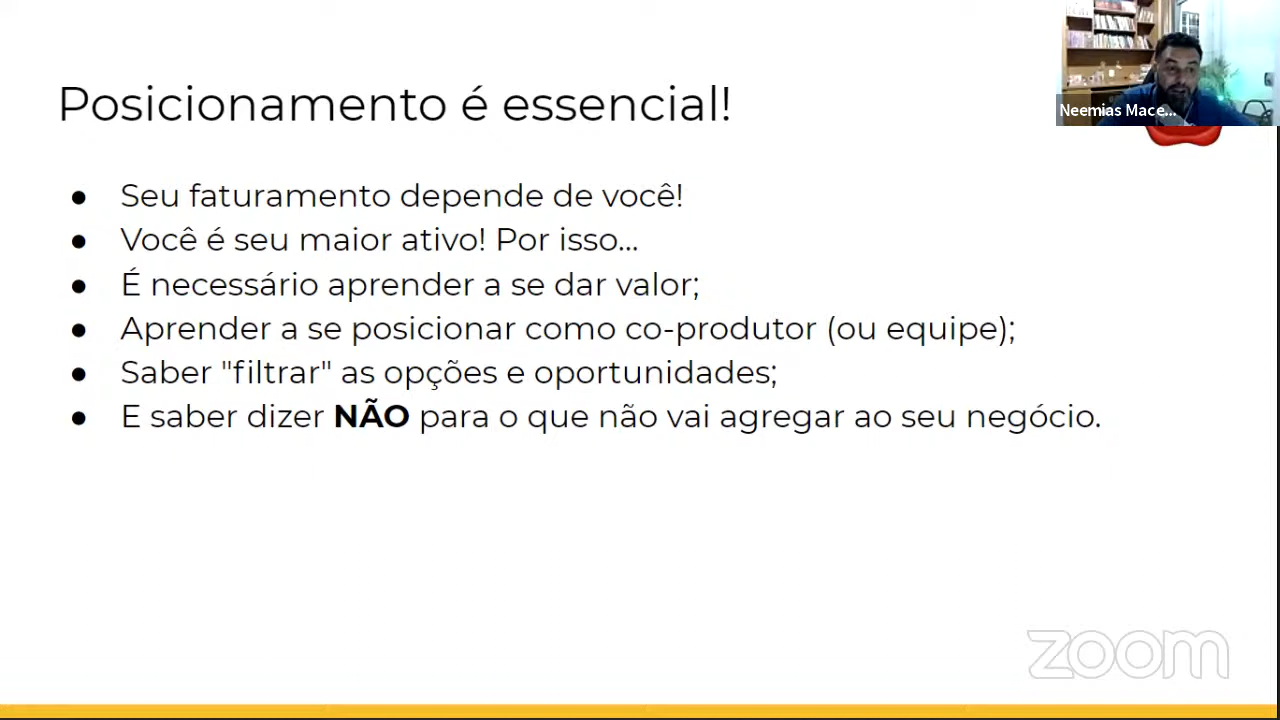 Posicionamento é essencial!
Neemias Mace...
● Seu faturamento depende de você!
● Você é seu maior ativo! Por isso...
● É necessário aprender a se dar valor;
● Aprender a se posicionar como co-produtor (ou equipe);
● Saber "filtrar" as opções e oportunidades;
● E saber dizer NÃO para o que não vai agregar ao seu negócio.
zoom